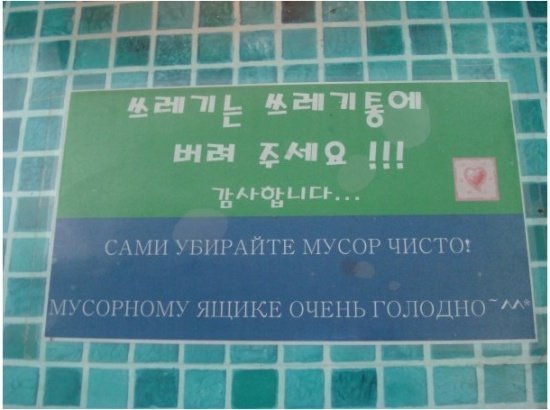 쓰레기는 쓰레기통에
버려 주세요 !!!
감사합니다...
САМИ УБИРАЙТЕ МУСОР ЧИСТО!
МУСОРНОМУ ЯЩИКЕ ОЧЕНЬ ГОЛОДНО~^^*